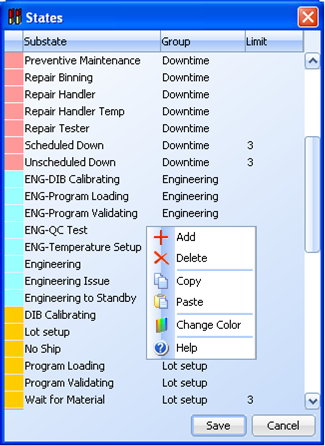 States
Substate Group Limit
Preventive Maintenance Downtime
Repair Binning Downtime
Repair Handler Downtime
Repair Handler Temp Downtime
Repair Tester Downtime
Scheduled Down Downtime 3
Unscheduled Down Downtime 3
ENG-DIB Calibrating Engineering
ENG-Program Loading Engineering
ENG-Program Validating Engineering
ENG-QC Test
ENG-Temperature Setup
Engineering
Engineering Issue
Engineering to Standby
DIB Calibrating
Lot setup
No Ship
Program Loading Lot setup
Program Validating Lot setup
Wait for Material Lot setup 3
Add
Delete
Copy
Paste
Change Color
Help
Save Cancel